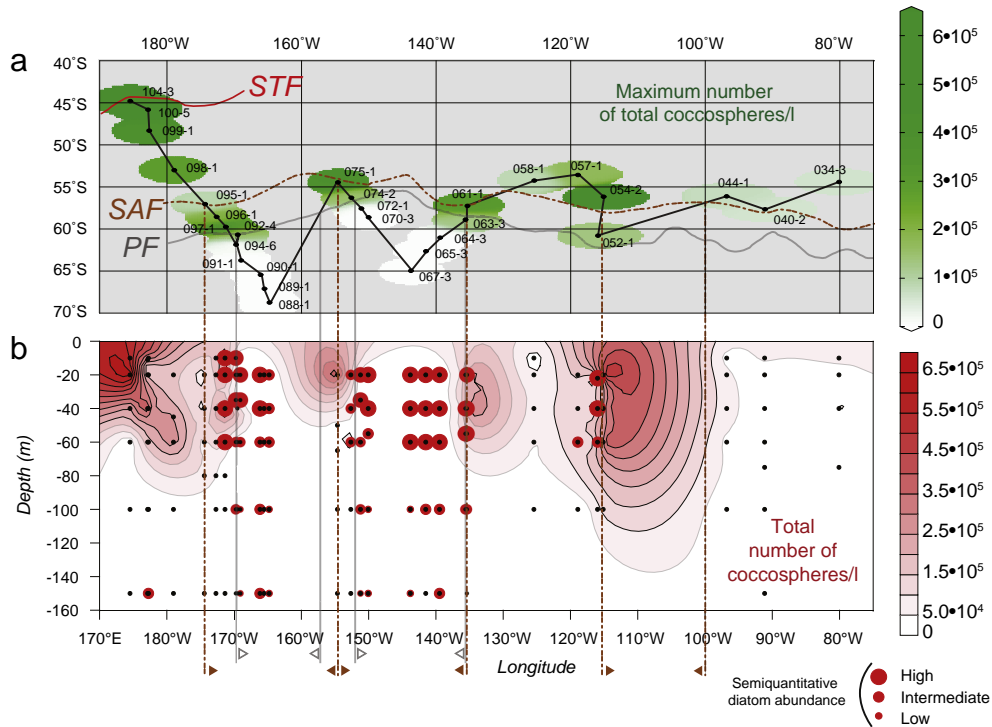 180°W 160°W 140°W 120°W 100°W 80°W
a
40°S
45°S
50°S
55°S
60°S
65°S
70°S
STF
SAF
PF
104-3
100-5
099-1
098-1
095-1
096-1
097-1
092-4
094-6
091-1
090-1
089-1
088-1
075-1
074-2
072-1
070-3
067-3
065-3
064-3
063-3
061-1
058-1
057-1
054-2
052-1
044-1
040-2
034-3
Maximum number
of total coccospheres/l
6•10⁵
5•10⁵
4•10⁵
3•10⁵
2•10⁵
1•10⁵
0
b
0
-20
-40
-60
-80
-100
-120
-140
-160
Depth (m)
Total
number of
coccospheres/l
6.5•10⁵
5.5•10⁵
4.5•10⁵
3.5•10⁵
2.5•10⁵
1.5•10⁵
5.0•10⁴
0
170°E 180°W 170°W 160°W 150°W 140°W 130°W 120°W 110°W 100°W 90°W 80°W
Longitude
Semiquantitative
diatom abundance
High
Intermediate
Low